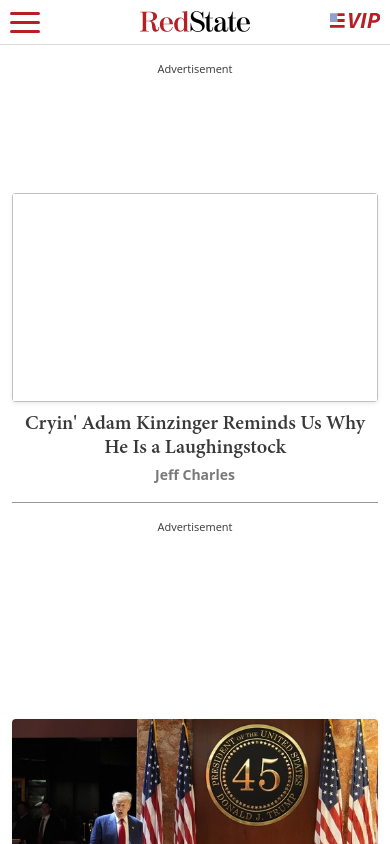 RedState
VIP
Advertisement
Cryin' Adam Kinzinger Reminds Us Why
He Is a Laughingstock
Jeff Charles
Advertisement
PRESIDENT OF THE UNITED STATES
45
DONALD J. TRUMP